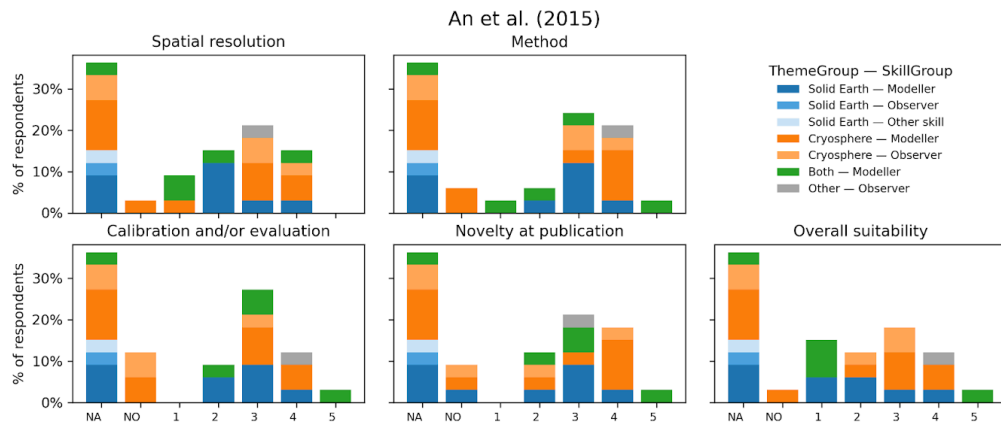 An et al. (2015)
Spatial resolution
Method
% of respondents
30%
20%
10%
0%
ThemeGroup — SkillGroup
Solid Earth — Modeller
Solid Earth — Observer
Solid Earth — Other skill
Cryosphere — Modeller
Cryosphere — Observer
Both — Modeller
Other — Observer
Calibration and/or evaluation
Novelty at publication
Overall suitability
% of respondents
30%
20%
10%
0%
NA NO 1 2 3 4 5
NA NO 1 2 3 4 5
NA NO 1 2 3 4 5